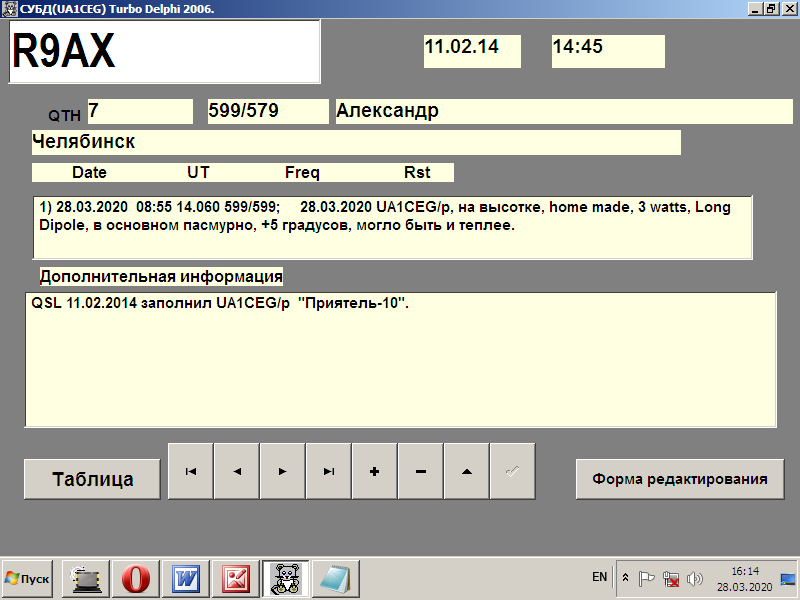 СУБД(UA1CEG) Turbo Delphi 2006.
R9AX
11.02.14 14:45
QTH 7 599/579 Александр
Челябинск
Date UT Freq Rst
1) 28.03.2020 08:55 14.060 599/599; 28.03.2020 UA1CEG/p, на высотке, home made, 3 watts, Long
Dipole, в основном пасмурно, +5 градусов, могло быть и теплее.
Дополнительная информация
QSL 11.02.2014 заполнил UA1CEG/p "Приятель-10".
Таблица
Форма редактирования
Пуск
EN
16:14
28.03.2020